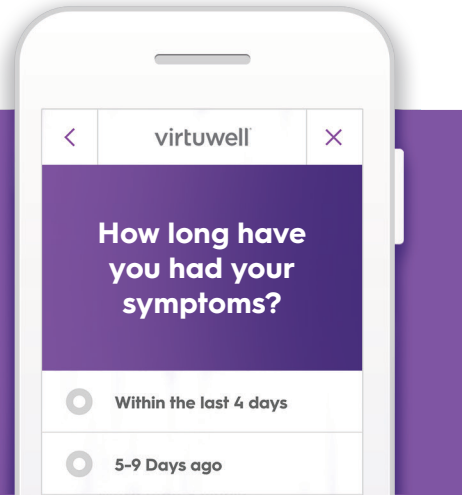 virtuwell
How long have
you had your
symptoms?
Within the last 4 days
5-9 Days ago